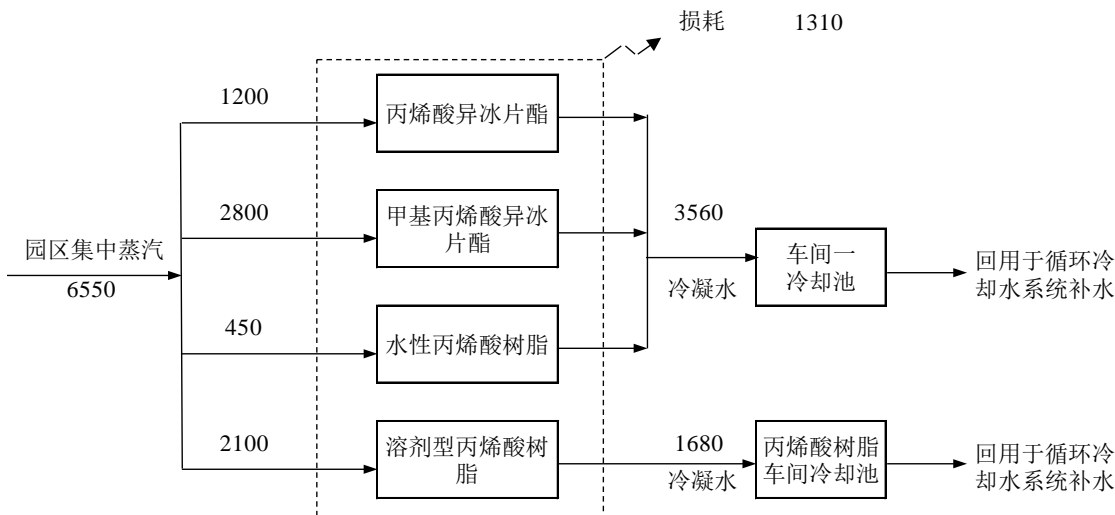 损耗 1310
1200
丙烯酸异冰片酯
2800
甲基丙烯酸异冰
片酯
3560
园区集中蒸汽
6550
车间一
冷却池
冷凝水
回用于循环冷
却水系统补水
450
水性丙烯酸树脂
2100
溶剂型丙烯酸树
脂
1680
冷凝水
丙烯酸树脂
车间冷却池
回用于循环冷
却水系统补水